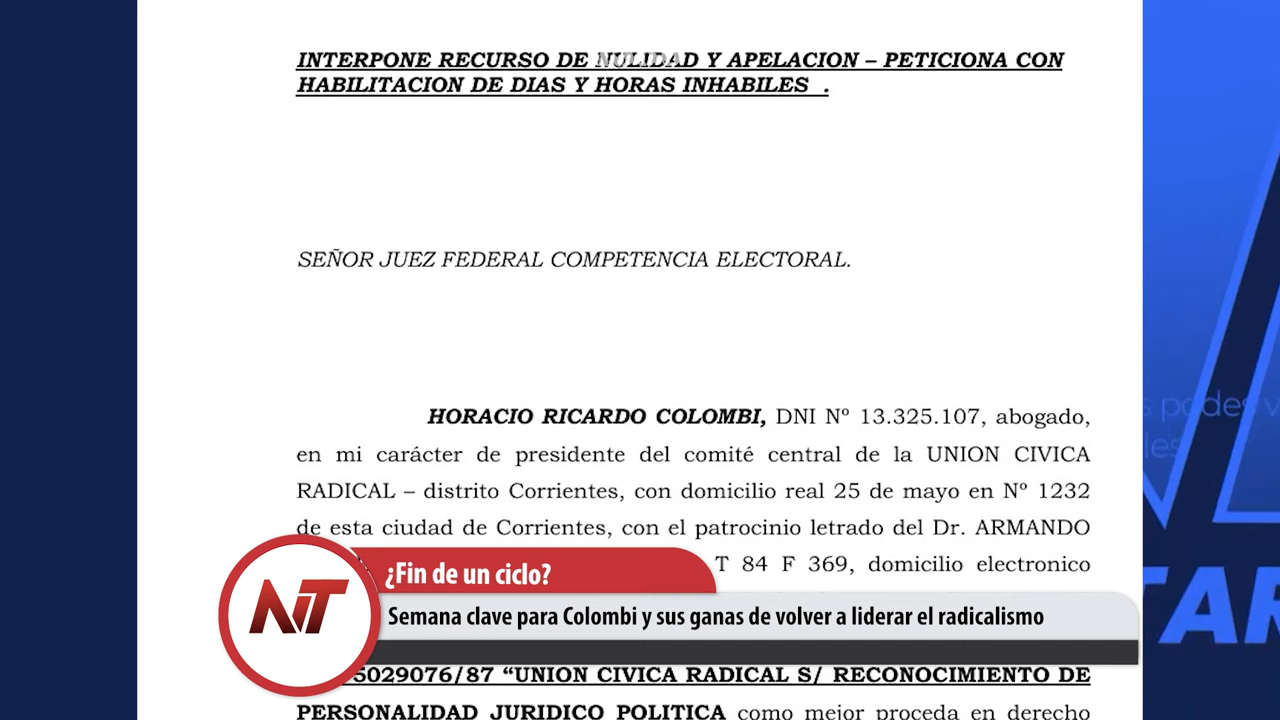 INTERPONE RECURSO DE NULIDAD Y APELACION – PETICIONA CON
HABILITACION DE DIAS Y HORAS INHABILES .
SEÑOR JUEZ FEDERAL COMPETENCIA ELECTORAL.
HORACIO RICARDO COLOMBI, DNI Nº 13.325.107, abogado,
en mi carácter de presidente del comité central de la UNION CIVICA
RADICAL – distrito Corrientes, con domicilio real 25 de mayo en Nº 1232
de esta ciudad de Corrientes, con el patrocinio letrado del Dr. ARMANDO
T 84 F 369, domicilio electronico
¿Fin de un ciclo?
NT
Semana clave para Colombi y sus ganas de volver a liderar el radicalismo
5029076/87 “UNION CIVICA RADICAL S/ RECONOCIMIENTO DE
PERSONALIDAD JURIDICO POLITICA como mejor proceda en derecho
TAR